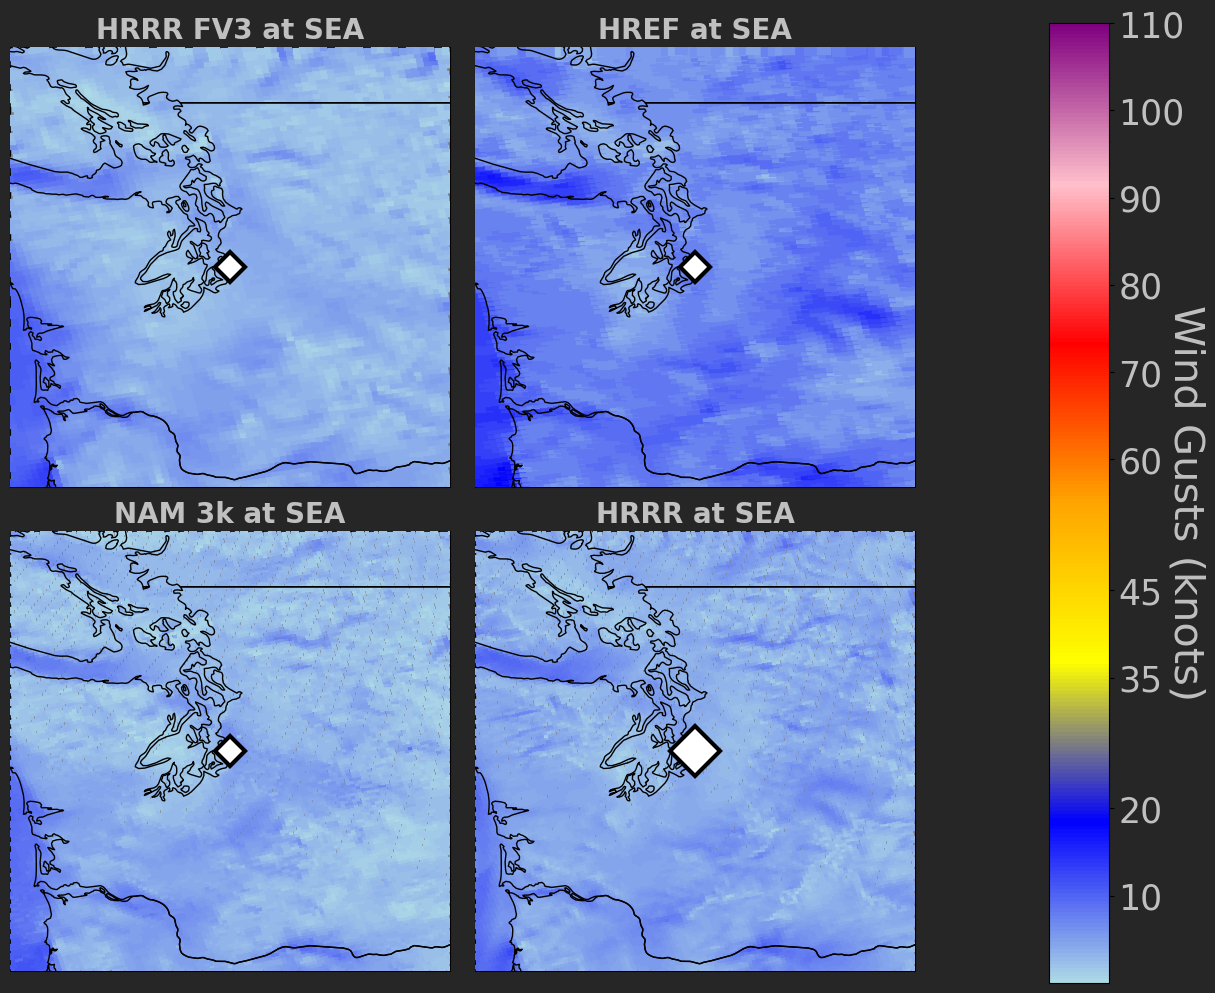 HRRR FV3 at SEA
HREF at SEA
NAM 3k at SEA
HRRR at SEA
110
100
90
80
70
60
45
35
20
10
Wind Gusts (knots)